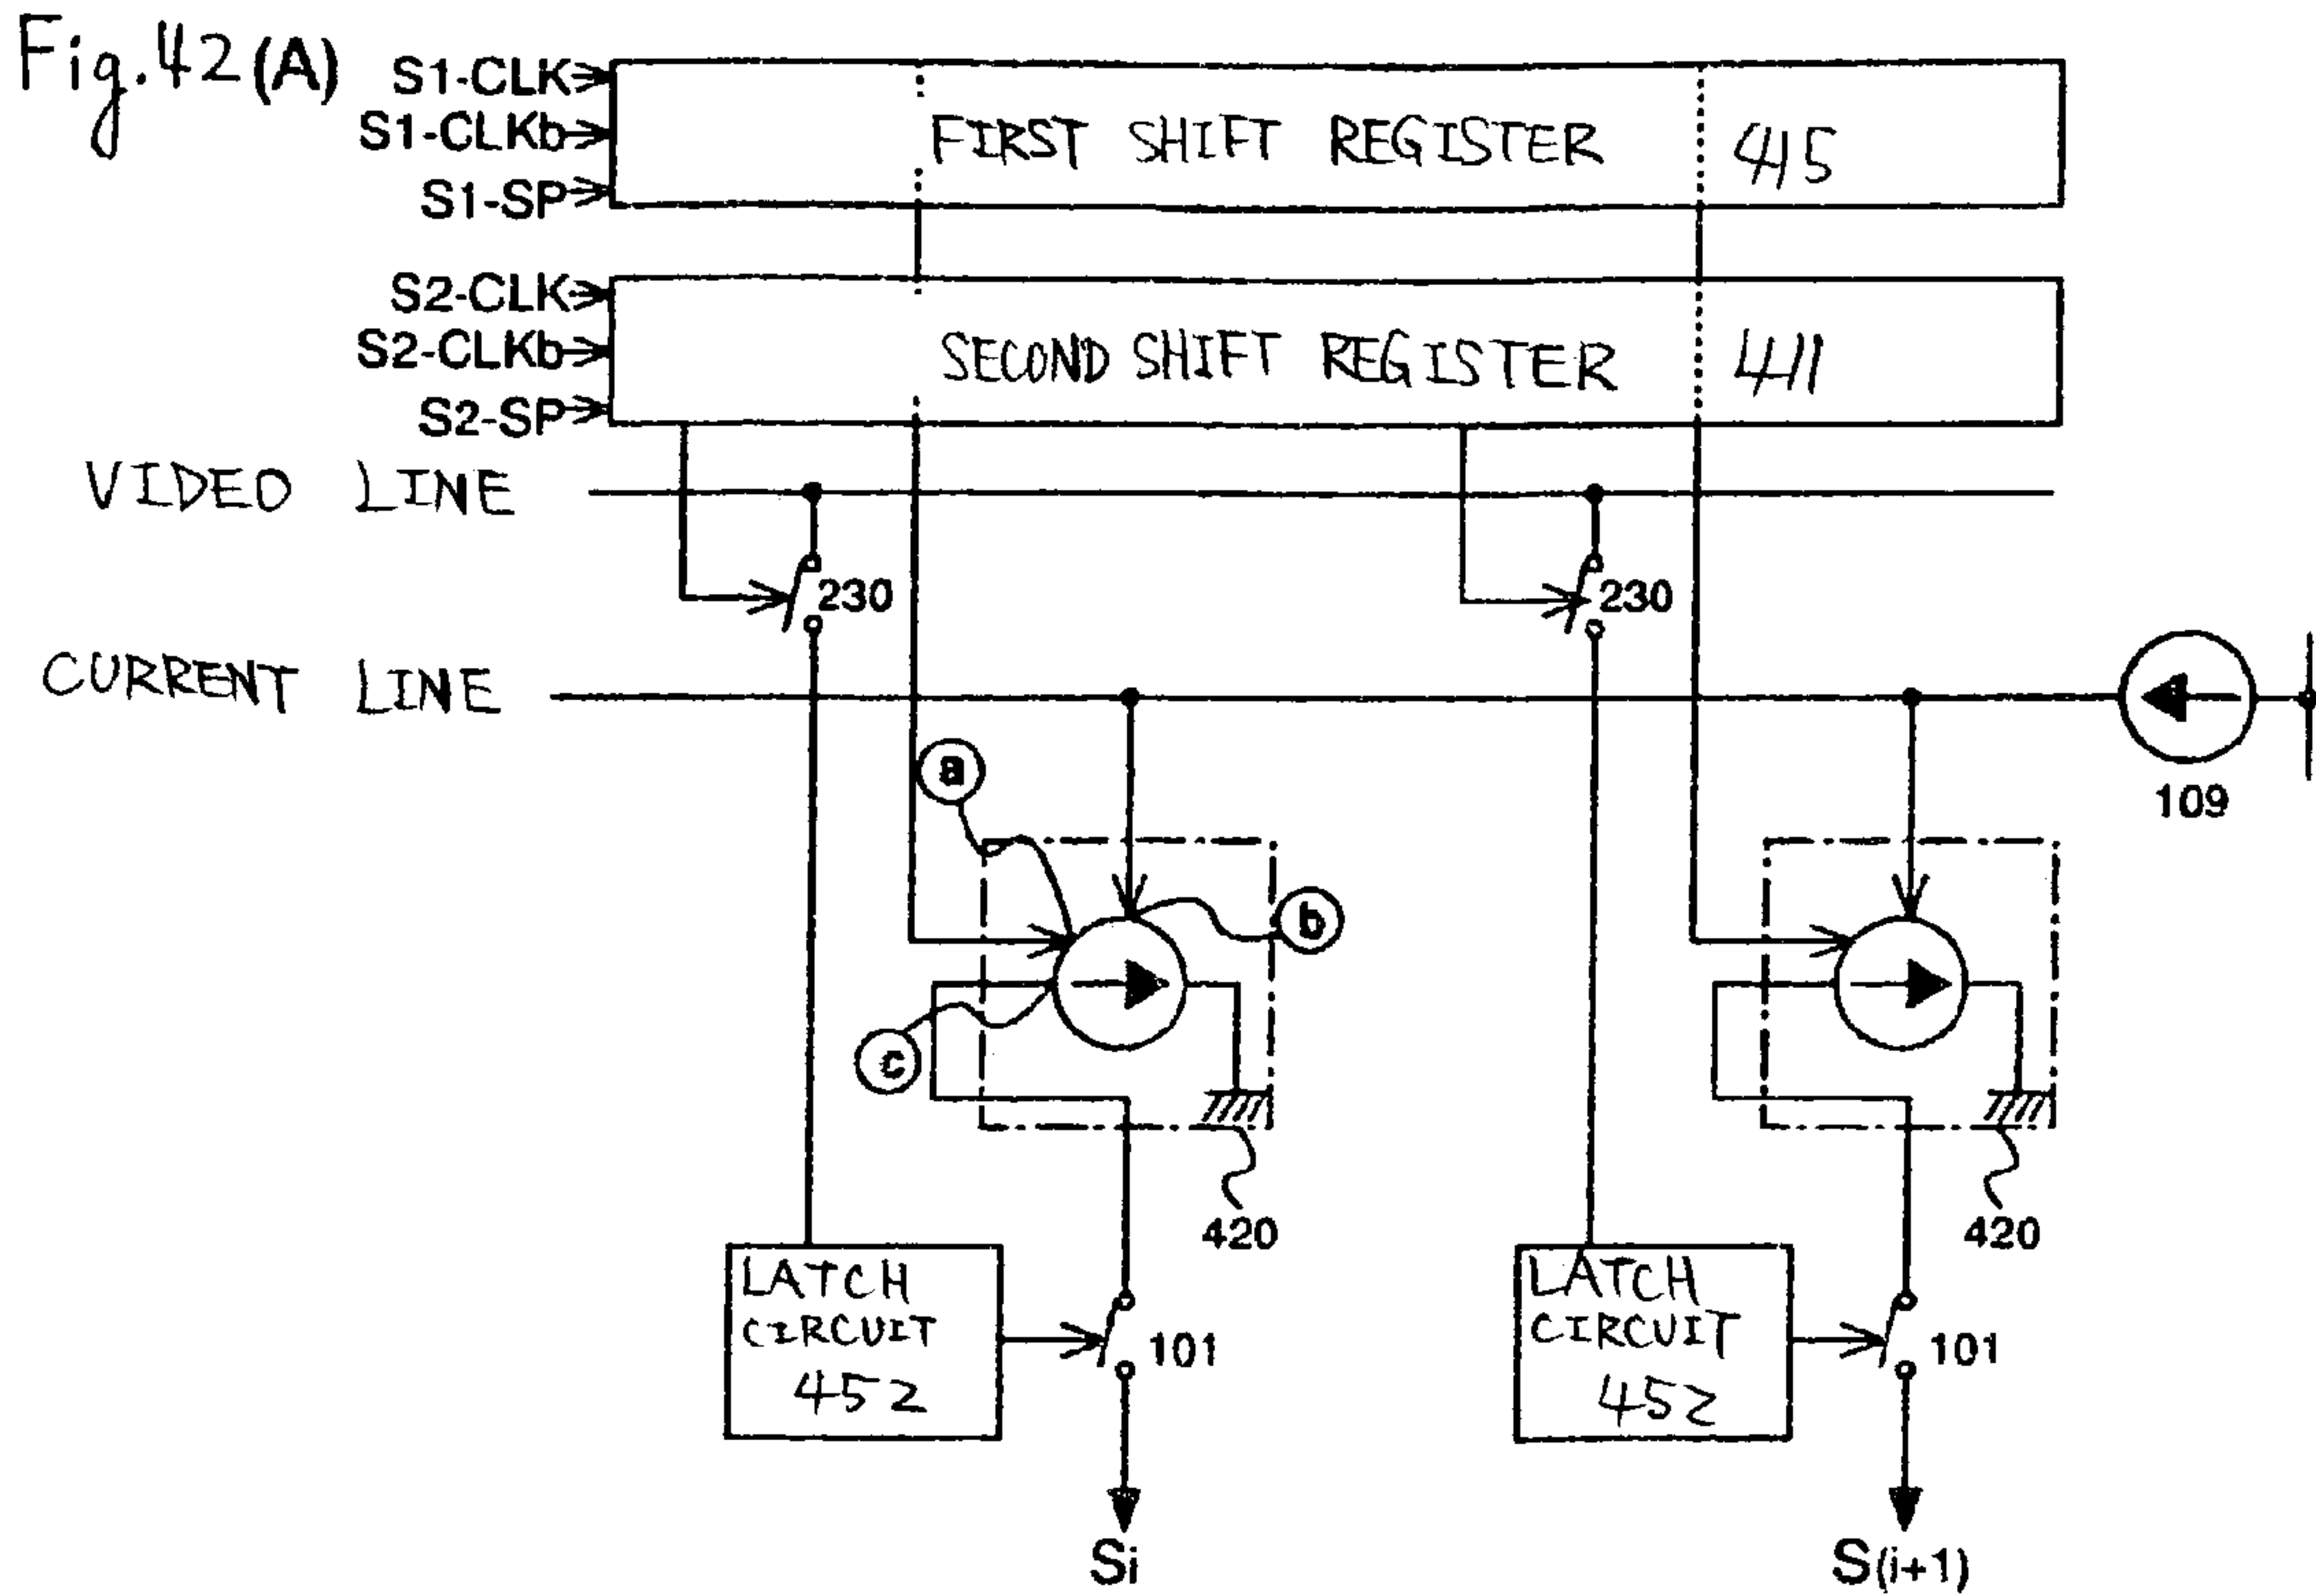 Fig.42(A)
S1-CLK
S1-CLKb
S1-SP
FIRST SHIFT REGISTER 415
S2-CLK
S2-CLKb
S2-SP
SECOND SHIFT REGISTER 411
VIDEO LINE
230
230
CURRENT LINE
109
a
b
c
420
420
LATCH
CIRCUIT
452
101
LATCH
CIRCUIT
452
101
Si
S(i+1)